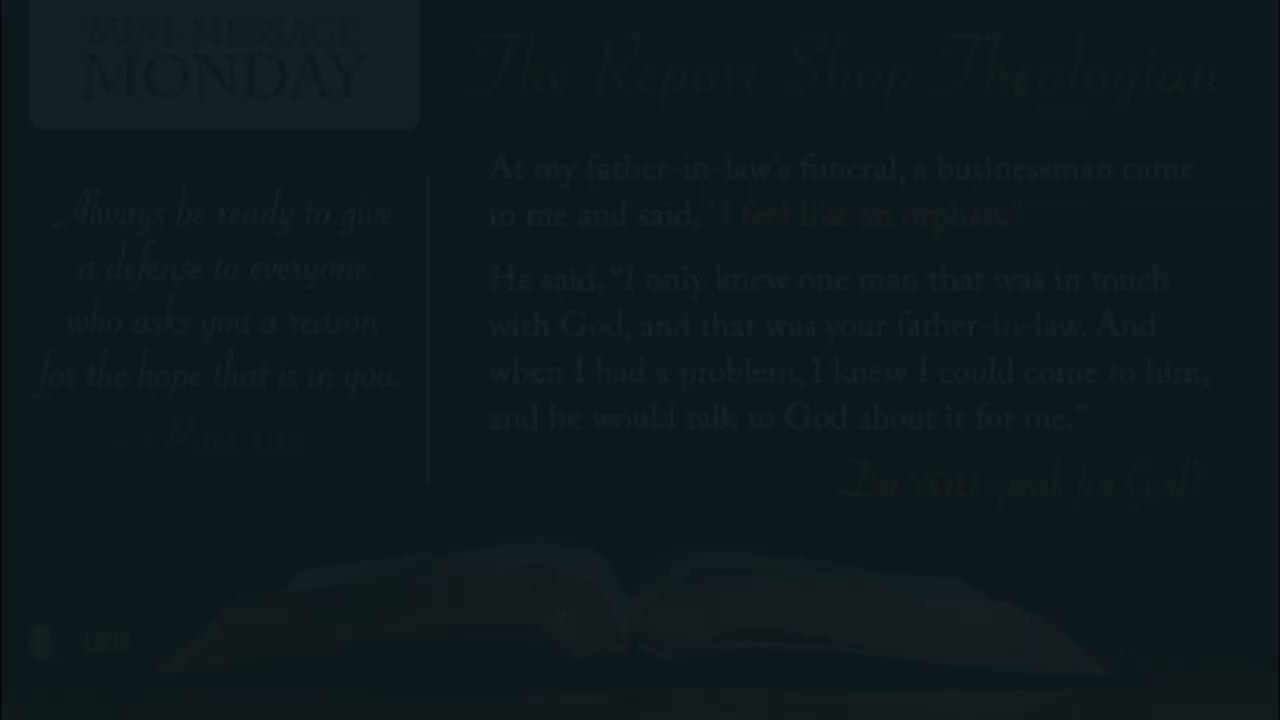 MINI-MESSAGE
MONDAY
The Repair Shop Theologian
Always be ready to give
a defense to everyone
who asks you a reason
for the hope that is in you.
At my father-in-law's funeral, a businessman came
to me and said, "I feel like an orphan."
He said, "I only knew one man that was in touch
with God, and that was your father-in-law. And
when I had a problem, I knew I could come to him,
and he would talk to God about it for me."
Do YOU speak for God?